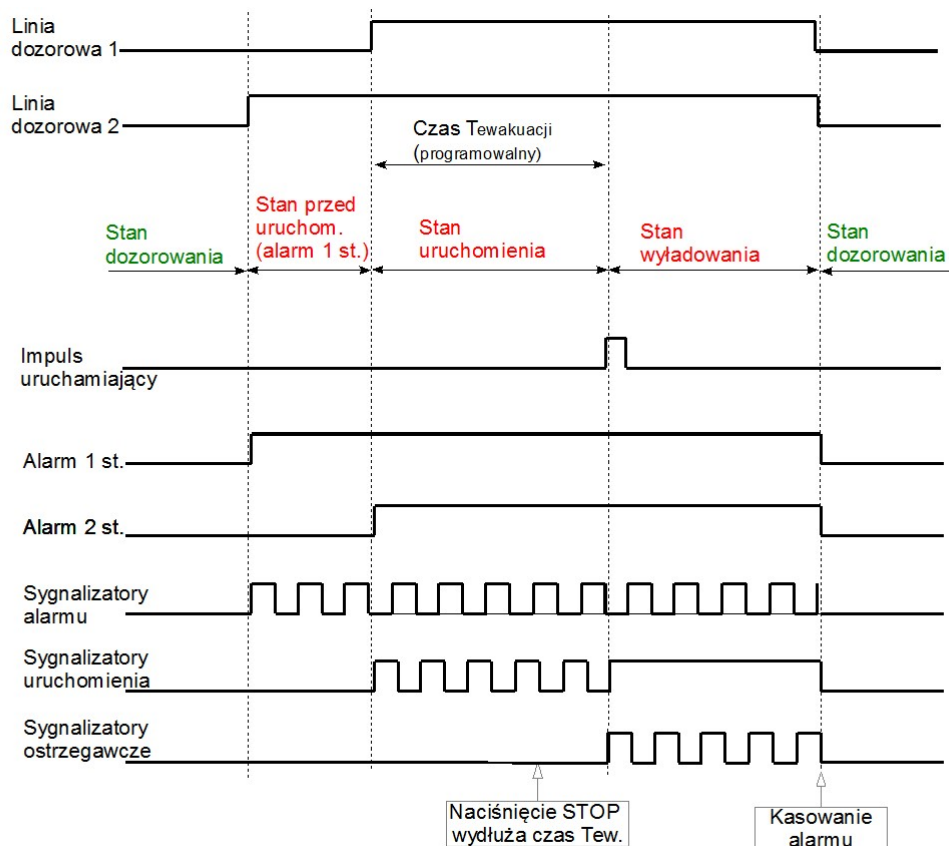 Linia
dozorowa 1
Linia
dozorowa 2
Czas Tewakuacji
(programowalny)
Stan
dozorowania
Stan przed
uruchom.
(alarm 1 st.)
Stan
uruchomienia
Stan
wyładowania
Stan
dozorowania
Impuls
uruchamiający
Alarm 1 st.
Alarm 2 st.
Sygnalizatory
alarmu
Sygnalizatory
uruchomienia
Sygnalizatory
ostrzegawcze
Naciśnięcie STOP
wydłuża czas Tew.
Kasowanie
alarmu